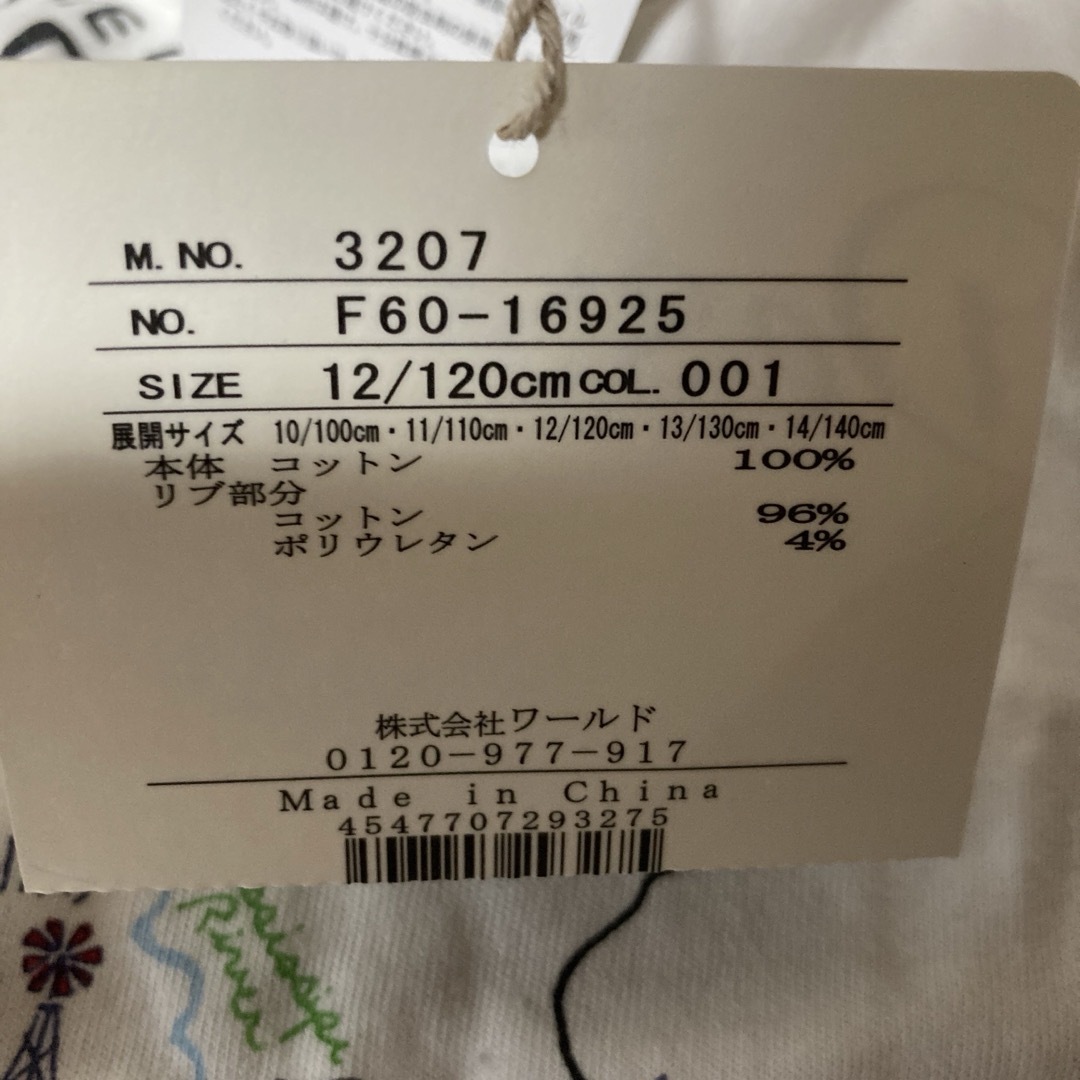 M. NO. 3207
NO. F60-16925
SIZE 12/120cm COL. 001
展開サイズ 10/100cm・11/110cm・12/120cm・13/130cm・14/140cm
本体 コットン 100%
リブ部分
コットン 96%
ポリウレタン 4%
株式会社ワールド
0120-977-917
Made in China
4547707293275
River